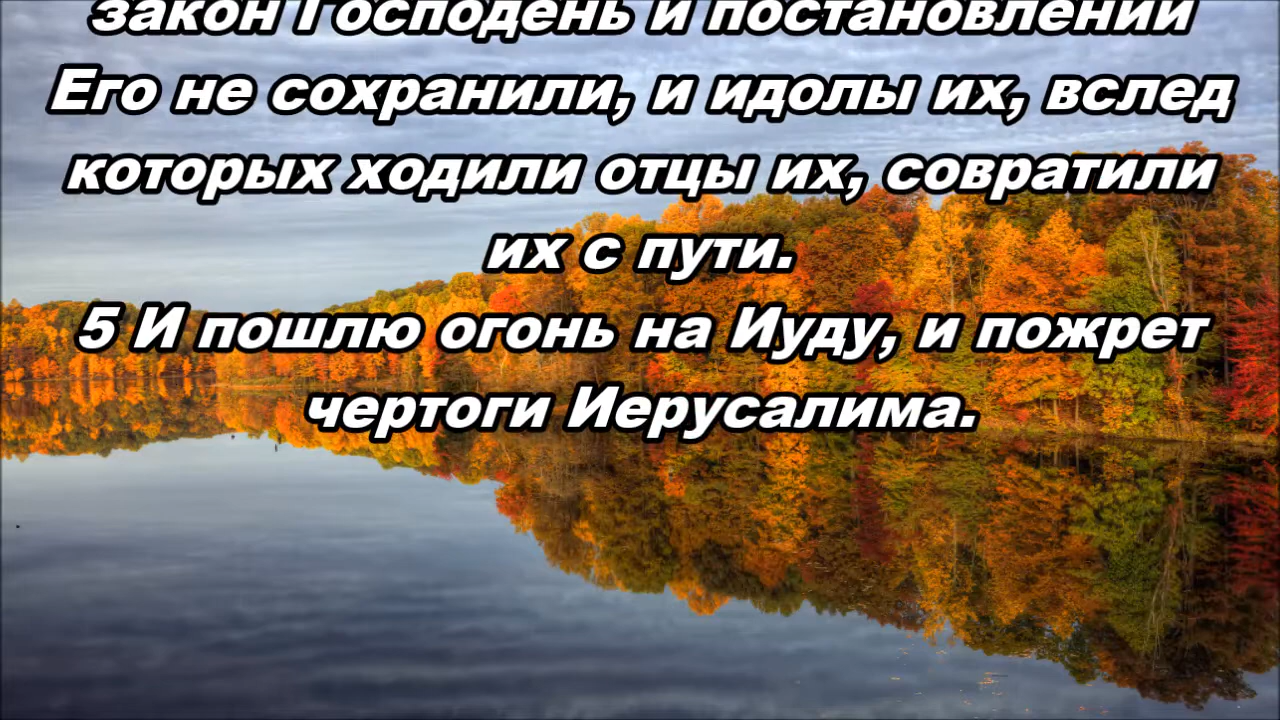 закон Господень и постановлений
Его не сохранили, и идолы их, вслед
которых ходили отцы их, совратили
их с пути.
5 И пошлю огонь на Иуду, и пожрет
чертоги Иерусалима.